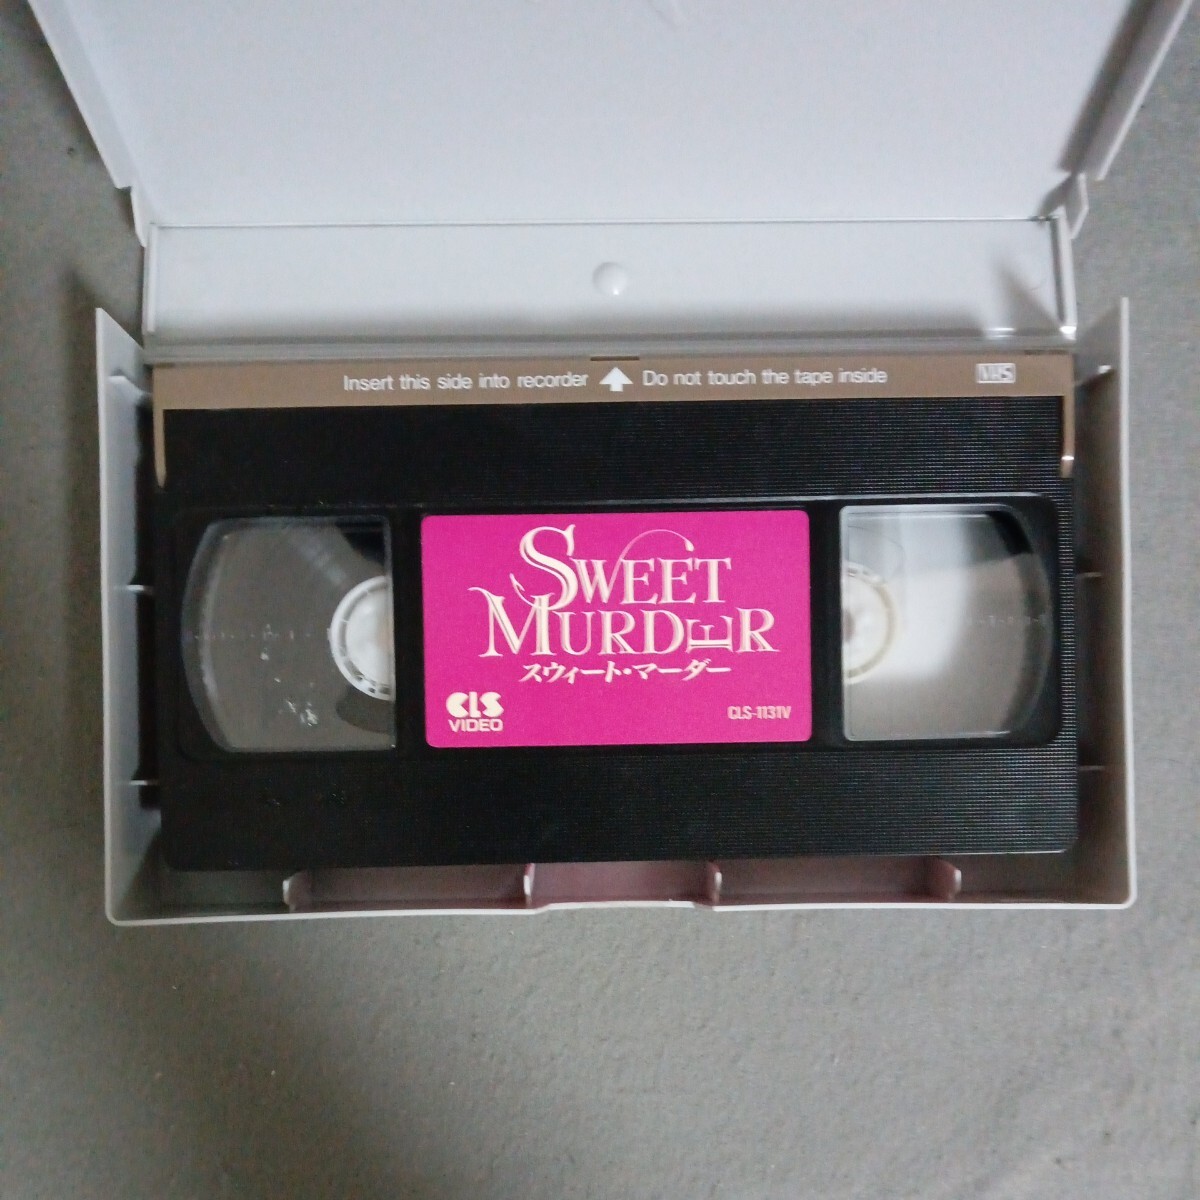 Insert this side into recorder Do not touch the tape inside VHS
SWEET
MURDER
スウィート・マーダー
CLS
VIDEO
CLS-1131V